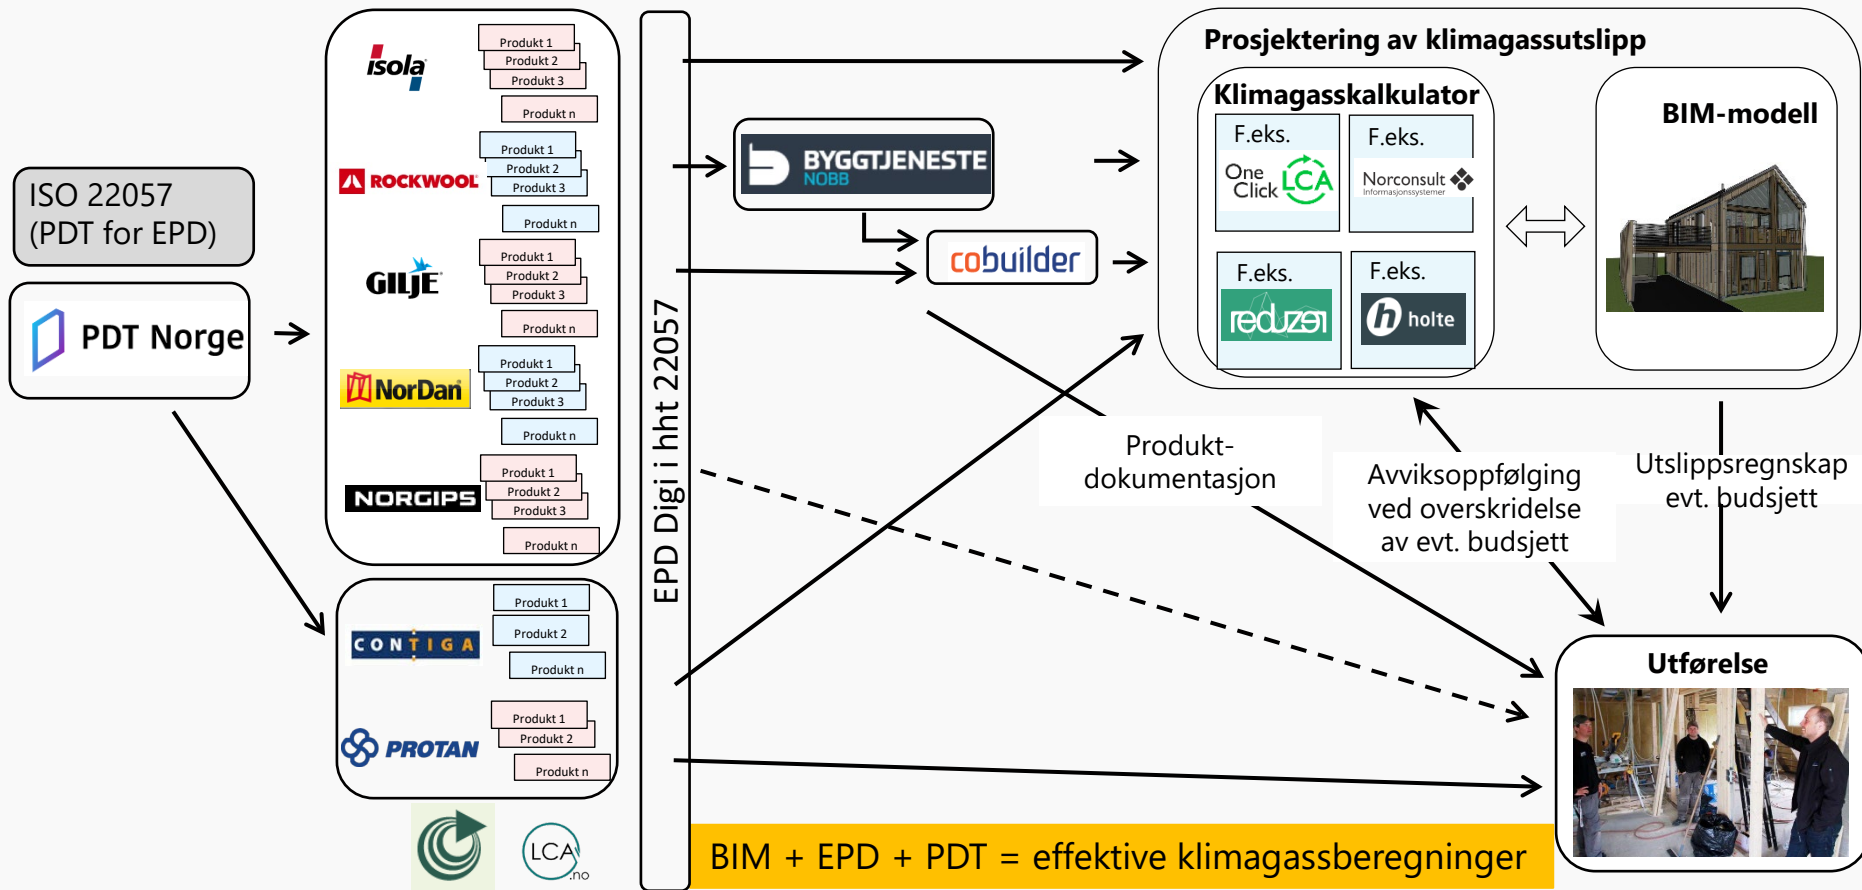 ISO 22057
(PDT for EPD)
PDT Norge
isola
Produkt 1
Produkt 2
Produkt 3
Produkt n
ROCKWOOL
Produkt 1
Produkt 2
Produkt 3
Produkt n
GILJE
Produkt 1
Produkt 2
Produkt 3
Produkt n
NorDan
Produkt 1
Produkt 2
Produkt 3
Produkt n
NORGIPS
Produkt 1
Produkt 2
Produkt 3
Produkt n
CONTIGA
Produkt 1
Produkt 2
Produkt n
PROTAN
Produkt 1
Produkt 2
Produkt n
LCA
.no
EPD Digi i hht 22057
BYGGTJENESTE
NOBB
cobuilder
Prosjektering av klimagassutslipp
Klimagasskalkulator
F.eks.
One
Click LCA
F.eks.
Norconsult
Informasjonssystemer
F.eks.
reduzer
F.eks.
h holte
BIM-modell
Produkt-
dokumentasjon
Avviksoppfølging
ved overskridelse
av evt. budsjett
Utslippsregnskap
evt. budsjett
Utførelse
BIM + EPD + PDT = effektive klimagassberegninger